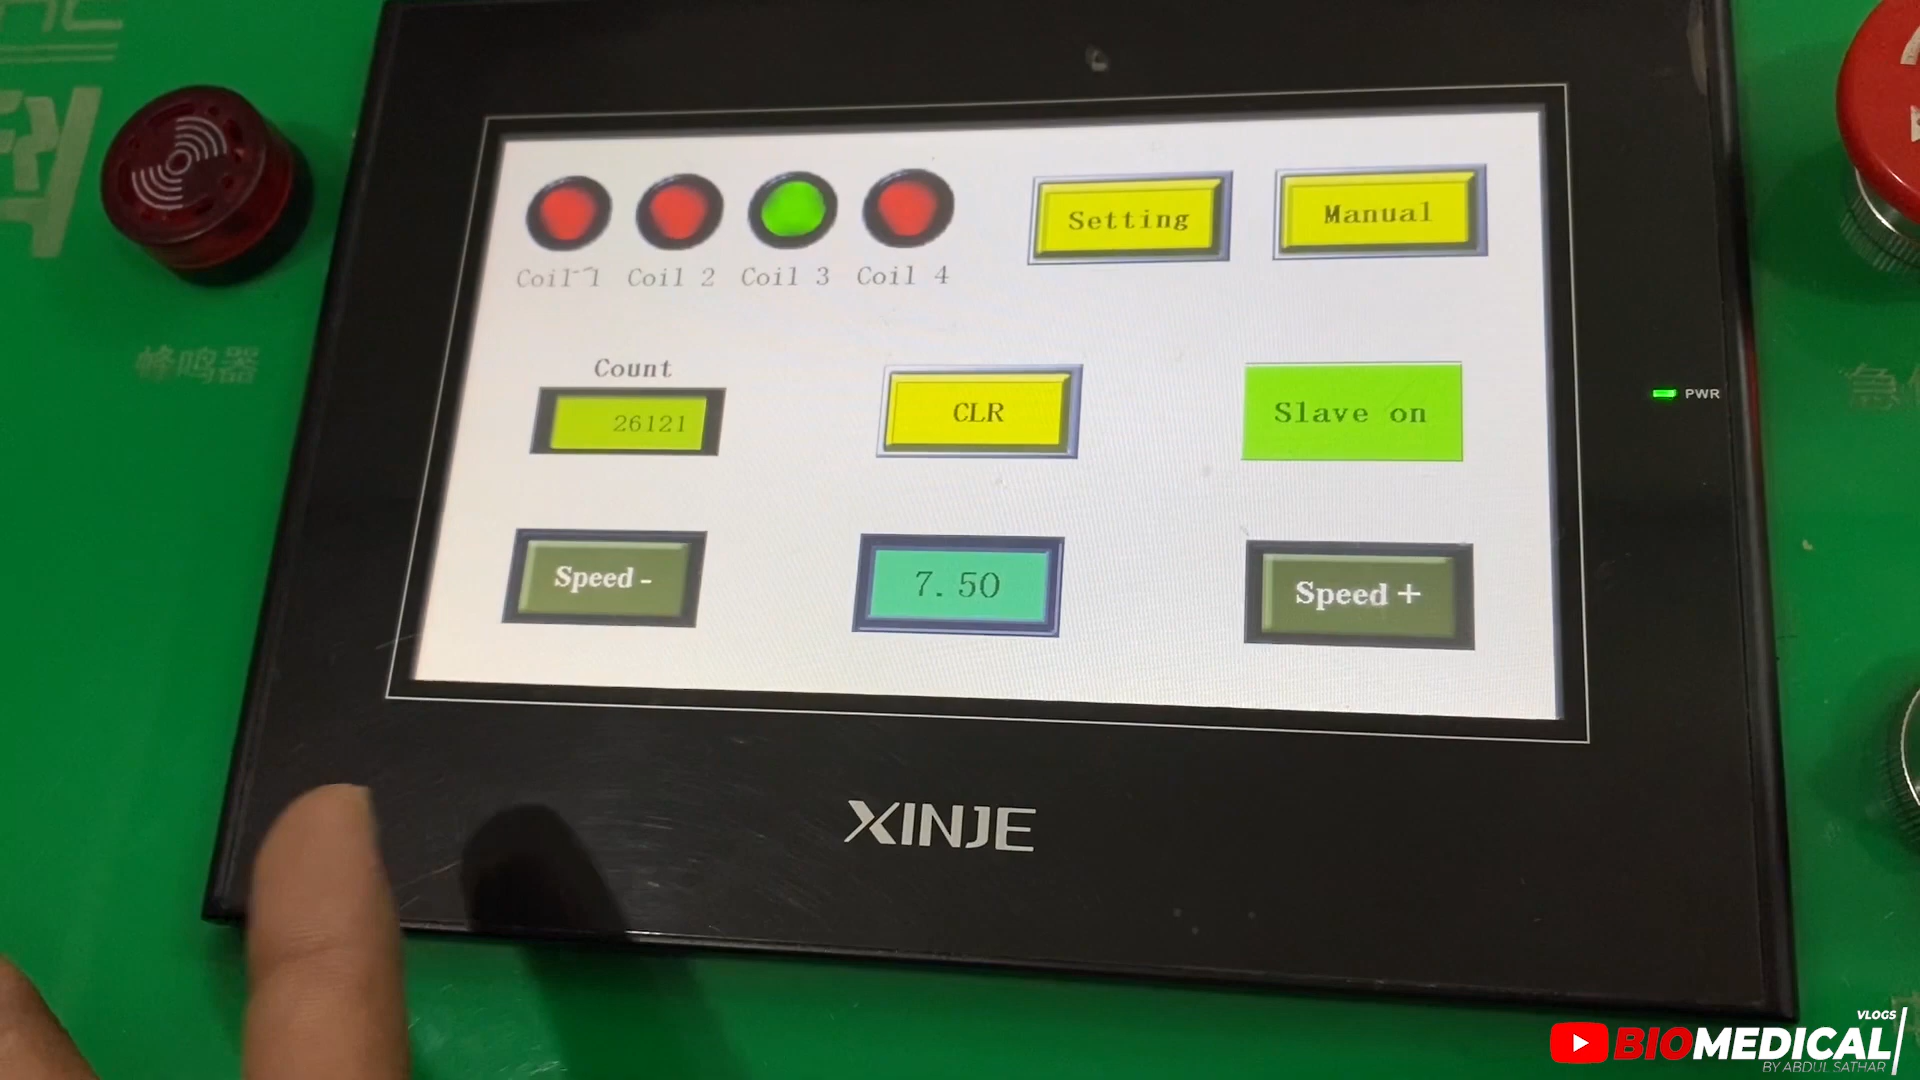 Setting
Manual
Coil 1
Coil 2
Coil 3
Coil 4
蜂鸣器
Count
26121
CLR
Slave on
PWR
Speed -
7.50
Speed +
XINJE
VLOGS
BIOMEDICAL
BY ABDUL SATHAR